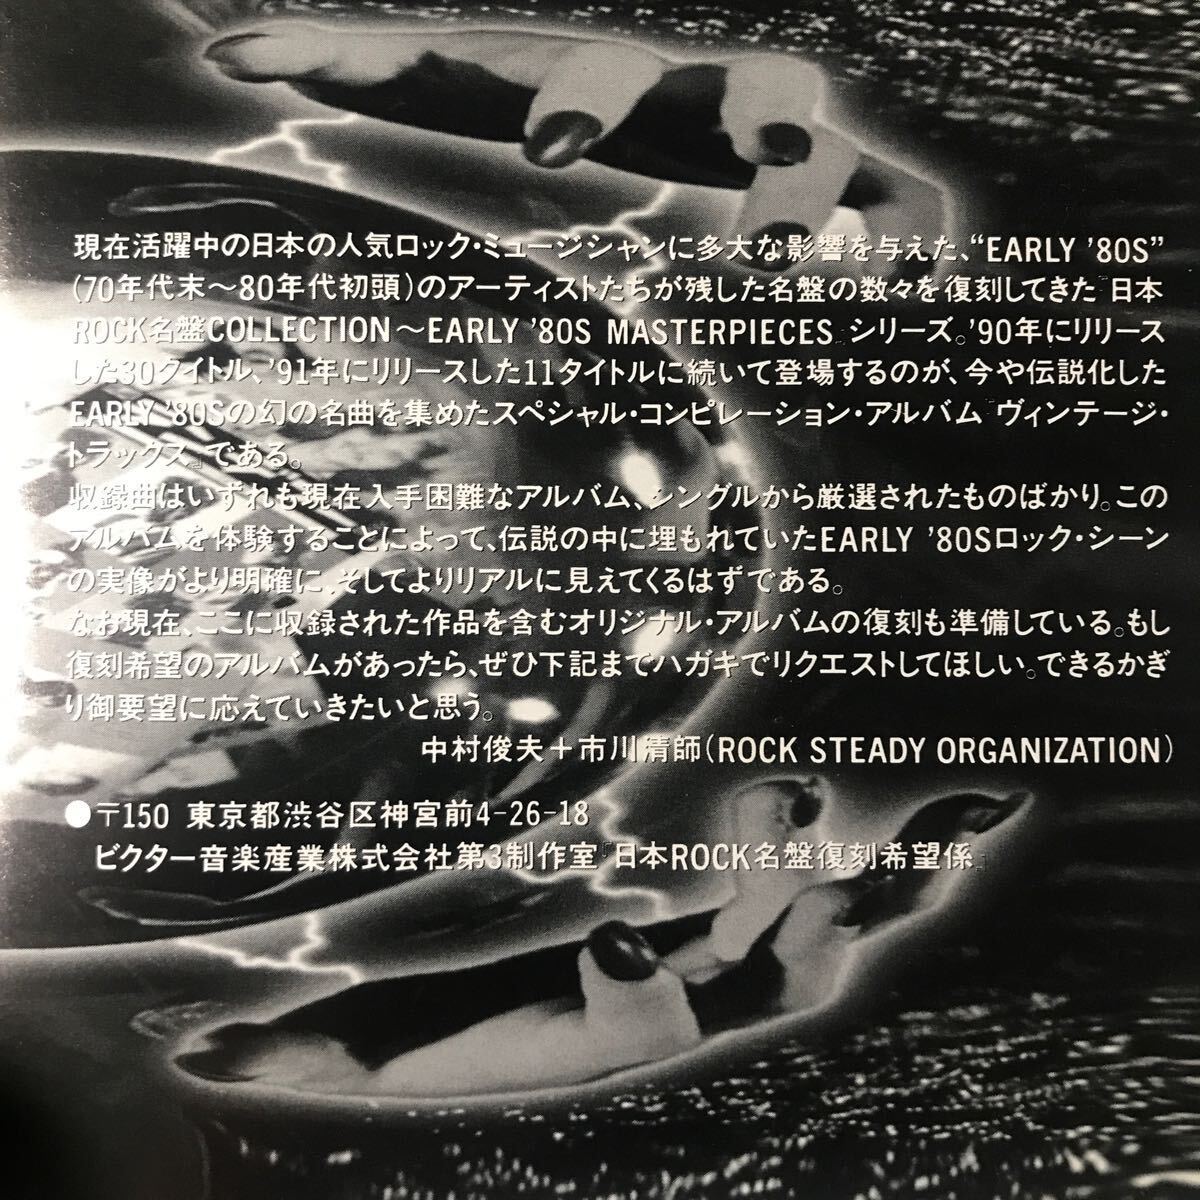 現在活躍中の日本の人気ロック・ミュージシャンに多大な影響を与えた、“EARLY '80S”
(70年代末～80年代初頭)のアーティストたちが残した名盤の数々を復刻してきた『日本
ROCK名盤COLLECTION～EARLY '80S MASTERPIECES』シリーズ。'90年にリリース
した30タイトル、'91年にリリースした11タイトルに続いて登場するのが、今や伝説化した
EARLY '80Sの幻の名曲を集めたスペシャル・コンピレーション・アルバム『ヴィンテージ・
トラックス』である。
収録曲はいずれも現在入手困難なアルバム、シングルから厳選されたものばかり。この
アルバムを体験することによって、伝説の中に埋もれていたEARLY '80Sロック・シーン
の実像がより明確に、そしてよりリアルに見えてくるはずである。
なお現在、ここに収録された作品を含むオリジナル・アルバムの復刻も準備している。もし
復刻希望のアルバムがあったら、ぜひ下記までハガキでリクエストしてほしい。できるかぎ
り御要望に応えていきたいと思う。
中村俊夫＋市川清師(ROCK STEADY ORGANIZATION)
●〒150 東京都渋谷区神宮前4-26-18
ビクター音楽産業株式会社第3制作室『日本ROCK名盤復刻希望係』